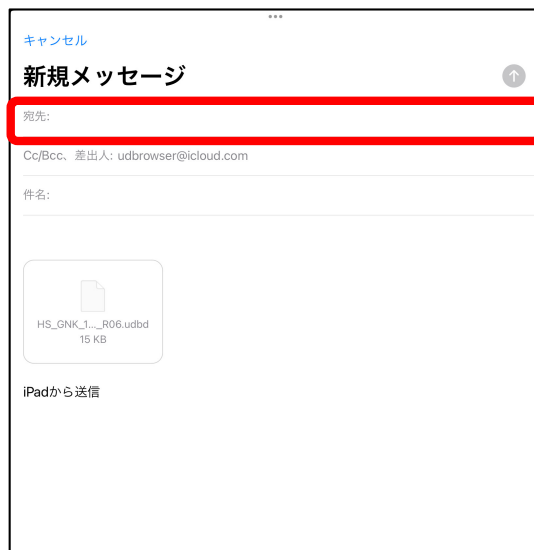 キャンセル
新規メッセージ
宛先:
Cc/Bcc、差出人: udbrowser@icloud.com
件名:
HS_GNK_1..._R06.udbd
15 KB
iPadから送信